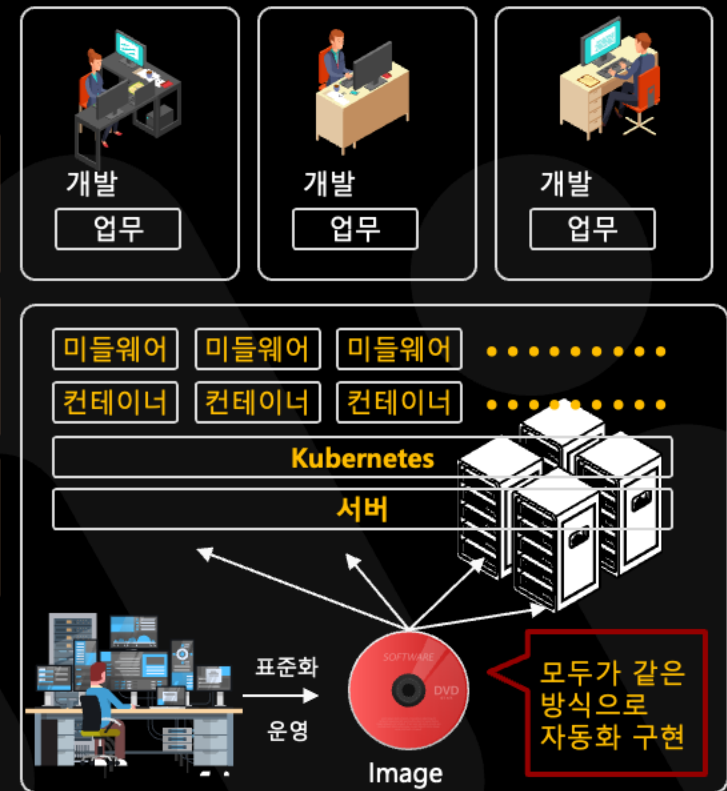 개발
업무
개발
업무
개발
업무
미들웨어 미들웨어 미들웨어
컨테이너 컨테이너 컨테이너
Kubernetes
서버
표준화
운영
SOFTWARE
DVD
Image
모두가 같은
방식으로
자동화 구현